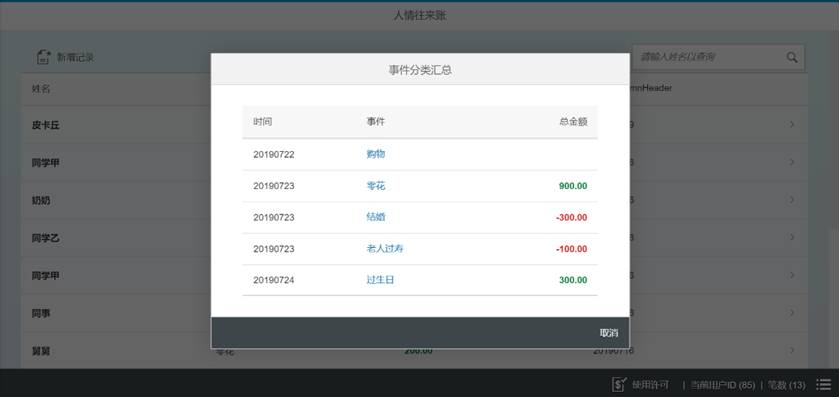 人情往来账
新增记录
请输入姓名以查询
姓名
mnHeader
皮卡丘
9
同学甲
奶奶
同学乙
同学甲
同事
舅舅 零花 200.00 20190716
事件分类汇总
时间 事件 总金额
20190722 购物
20190723 零花 900.00
20190723 结婚 -300.00
20190723 老人过寿 -100.00
20190724 过生日 300.00
取消
使用许可 | 当前用户ID (85) | 笔数 (13)